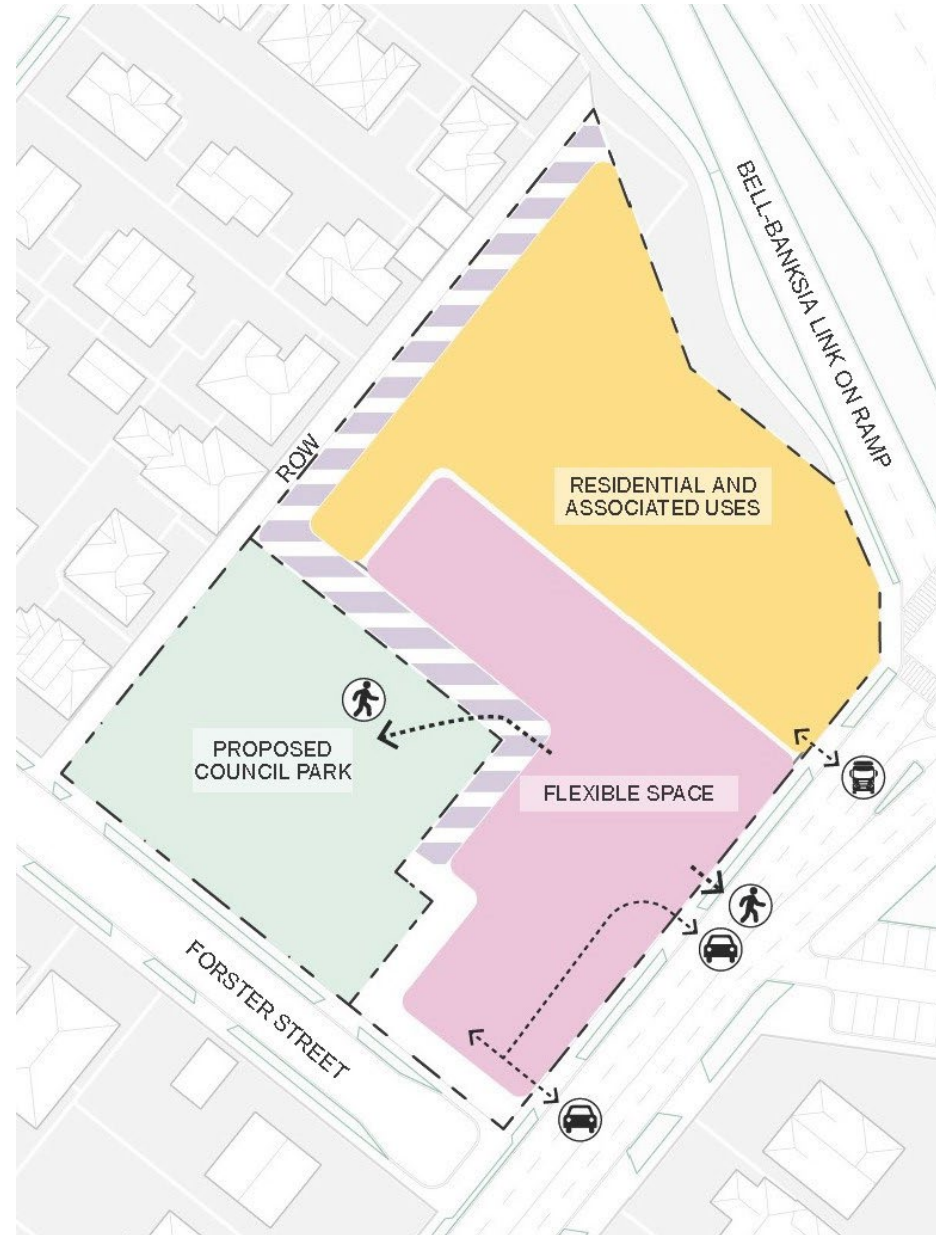 BELL-BANKSIA LINK ON RAMP
ROW
RESIDENTIAL AND
ASSOCIATED USES
PROPOSED
COUNCIL PARK
FLEXIBLE SPACE
FORSTER STREET